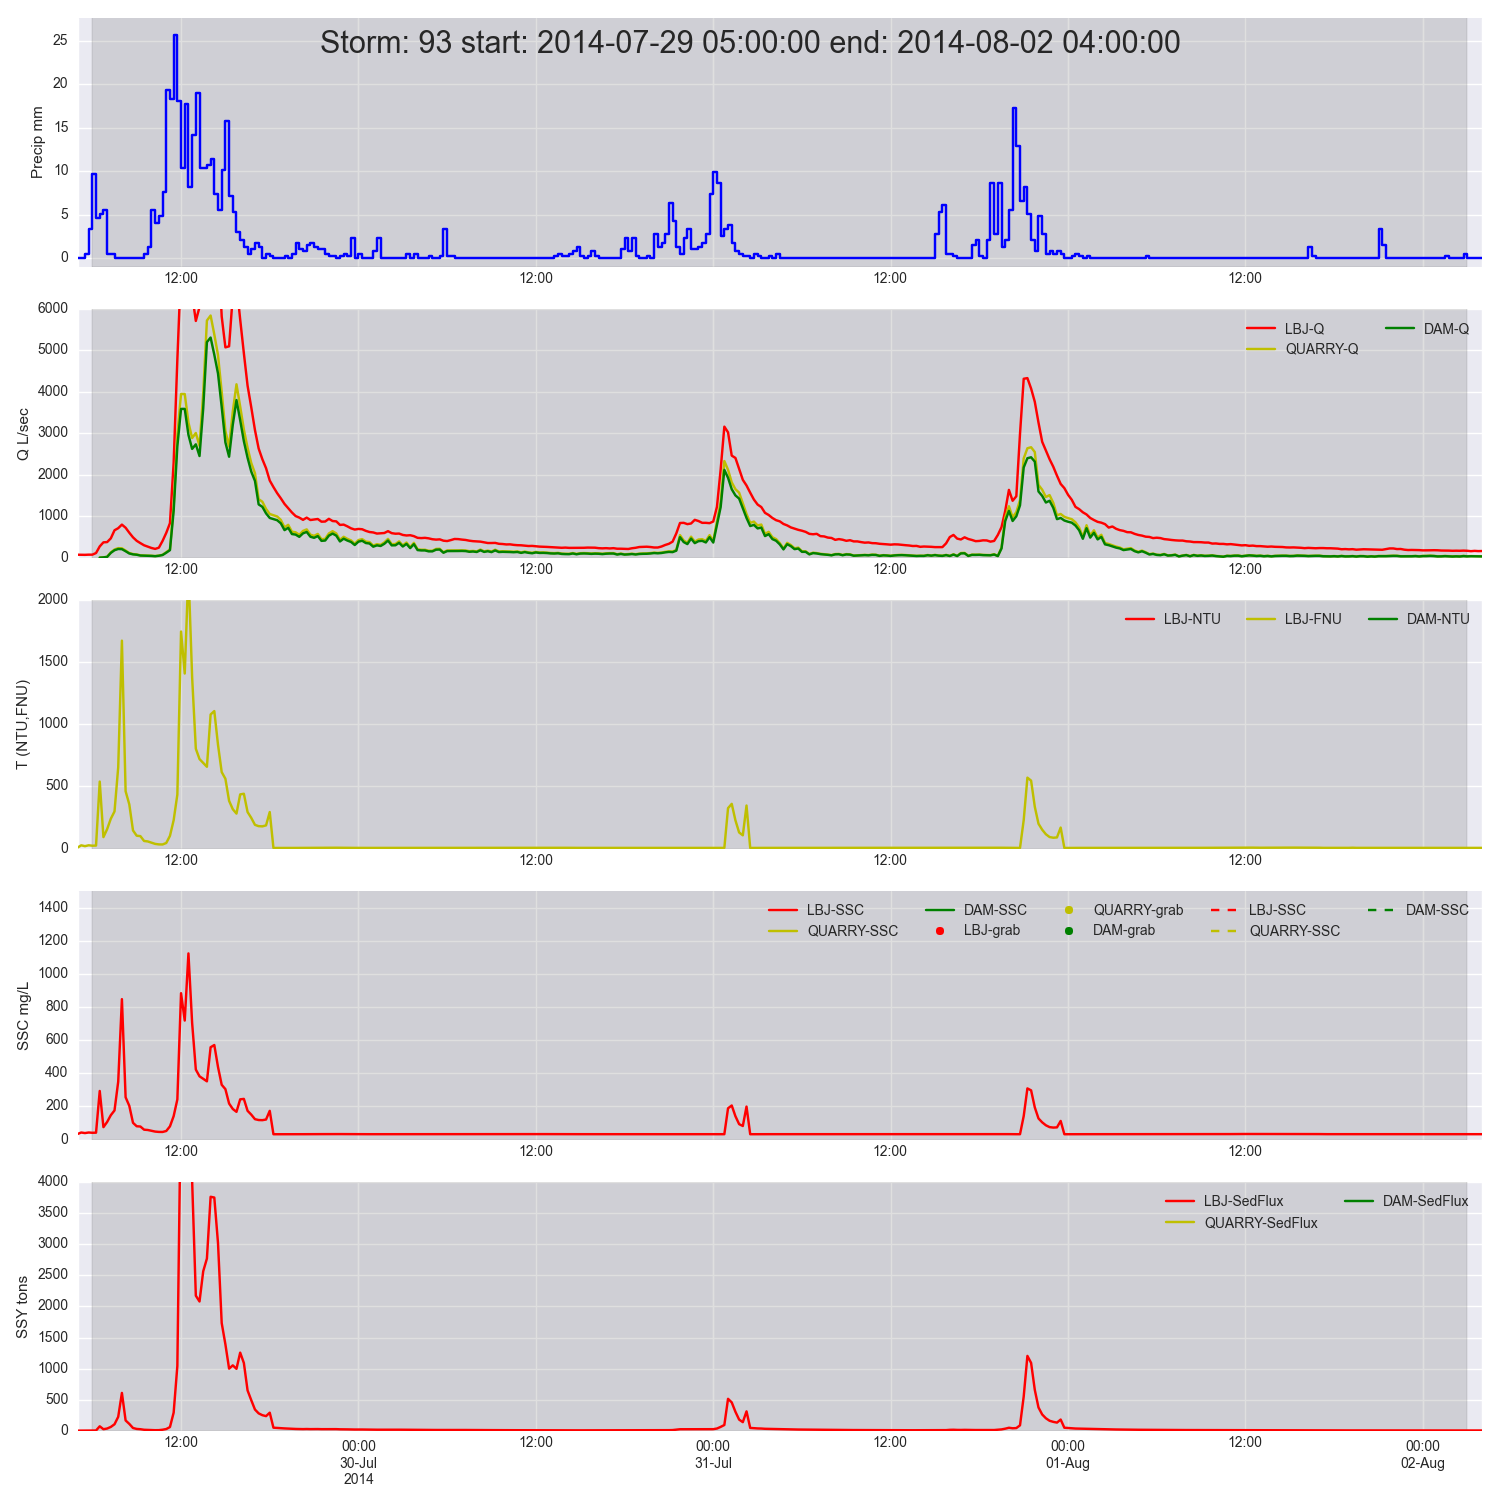 Storm: 93 start: 2014-07-29 05:00:00 end: 2014-08-02 04:00:00
25
20
15
10
5
0
Precip mm
12:00 12:00 12:00 12:00
6000
5000
4000
3000
2000
1000
0
Q L/sec
LBJ-Q DAM-Q
QUARRY-Q
12:00 12:00 12:00 12:00
2000
1500
1000
500
0
T (NTU,FNU)
LBJ-NTU LBJ-FNU DAM-NTU
12:00 12:00 12:00 12:00
1400
1200
1000
800
600
400
200
0
SSC mg/L
LBJ-SSC DAM-SSC QUARRY-grab LBJ-SSC DAM-SSC
QUARRY-SSC LBJ-grab DAM-grab QUARRY-SSC
12:00 12:00 12:00 12:00
4000
3500
3000
2500
2000
1500
1000
500
0
SSY tons
LBJ-SedFlux DAM-SedFlux
QUARRY-SedFlux
12:00 00:00 12:00 00:00 12:00 00:00 12:00 00:00
30-Jul 31-Jul 01-Aug 02-Aug
2014